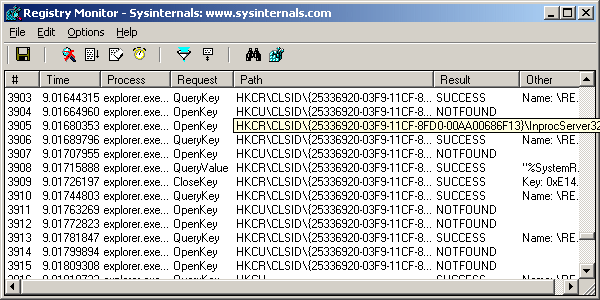 Registry Monitor - Sysinternals: www.sysinternals.com
File Edit Options Help
# Time Process Request Path Result Other
3903 9.01644315 explorer.exe... QueryKey HKCR\CLSID\{25336920-03F9-11CF-8... SUCCESS Name: \RE...
3904 9.01664960 explorer.exe... OpenKey HKCU\CLSID\{25336920-03F9-11CF-8... NOTFOUND
3905 9.01680353 explorer.exe... OpenKey HKCR\CLSID\{25336920-03F9-11CF-8FD0-00AA00686F13}\InprocServer32
3906 9.01689796 explorer.exe... QueryKey HKCR\CLSID\{25336920-03F9-11CF-8... SUCCESS Name: \RE...
3907 9.01707955 explorer.exe... OpenKey HKCU\CLSID\{25336920-03F9-11CF-8... NOTFOUND
3908 9.01715888 explorer.exe... QueryValue HKCR\CLSID\{25336920-03F9-11CF-8... SUCCESS "%SystemR...
3909 9.01726197 explorer.exe... CloseKey HKCR\CLSID\{25336920-03F9-11CF-8... SUCCESS Key: 0xE14...
3910 9.01744803 explorer.exe... QueryKey HKCR\CLSID\{25336920-03F9-11CF-8... SUCCESS Name: \RE...
3911 9.01763269 explorer.exe... OpenKey HKCU\CLSID\{25336920-03F9-11CF-8... NOTFOUND
3912 9.01772823 explorer.exe... OpenKey HKCR\CLSID\{25336920-03F9-11CF-8... NOTFOUND
3913 9.01781847 explorer.exe... QueryKey HKCR\CLSID\{25336920-03F9-11CF-8... SUCCESS Name: \RE...
3914 9.01799894 explorer.exe... OpenKey HKCU\CLSID\{25336920-03F9-11CF-8... NOTFOUND
3915 9.01809308 explorer.exe... OpenKey HKCR\CLSID\{25336920-03F9-11CF-8... NOTFOUND